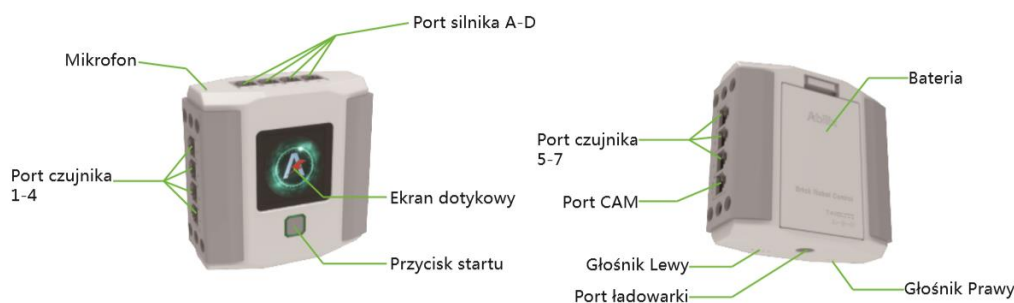 Port silnika A-D
Mikrofon
Port czujnika
1-4
Ekran dotykowy
Przycisk startu
Bateria
Port czujnika
5-7
Port CAM
Głośnik Lewy
Port ładowarki
Głośnik Prawy